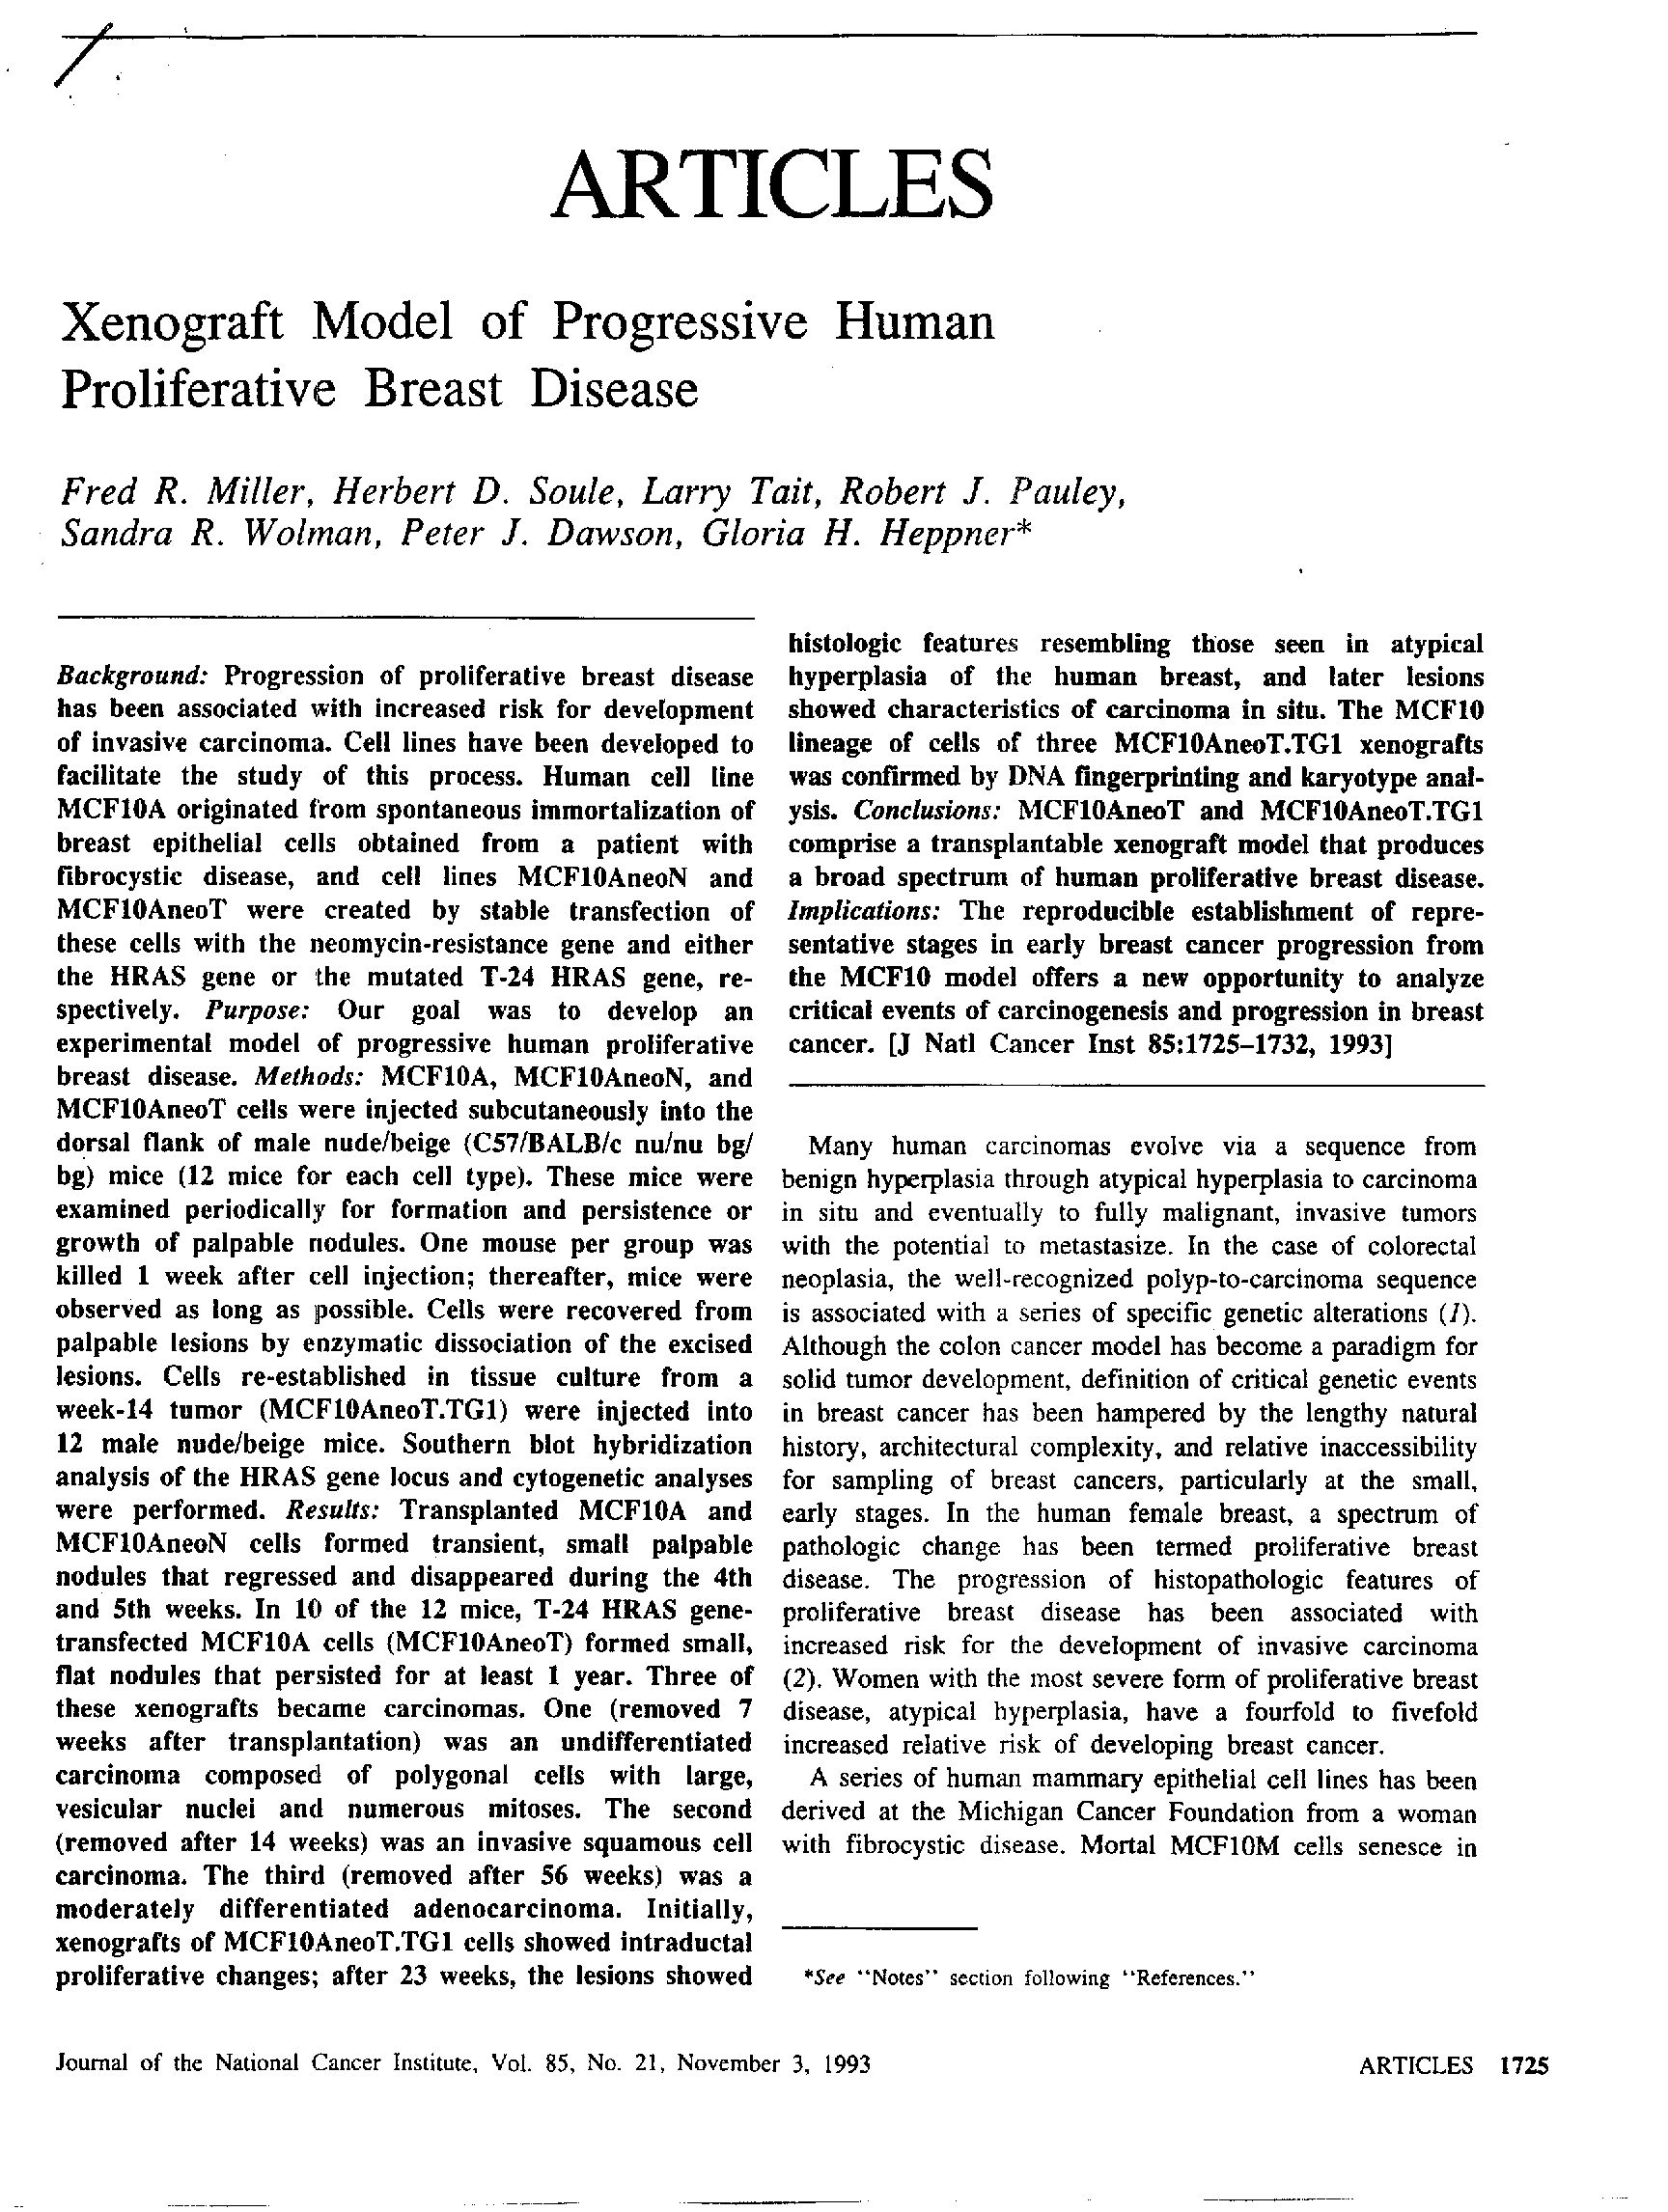 ARTICLES
Xenograft Model of Progressive Human
Proliferative Breast Disease
Fred R. Miller, Herbert D. Soule, Larry Tait, Robert J. Pauley,
Sandra R. Wolman, Peter J. Dawson, Gloria H. Heppner*
Background: Progression of proliferative breast disease
has been associated with increased risk for development
of invasive carcinoma. Cell lines have been developed to
facilitate the study of this process. Human cell line
MCF10A originated from spontaneous immortalization of
breast epithelial cells obtained from a patient with
fibrocystic disease, and cell lines MCF10AneoN and
MCF10AneoT were created by stable transfection of
these cells with the neomycin-resistance gene and either
the HRAS gene or the mutated T-24 HRAS gene, re-
spectively. Purpose: Our goal was to develop an
experimental model of progressive human proliferative
breast disease. Methods: MCF10A, MCF10AneoN, and
MCF10AneoT cells were injected subcutaneously into the
dorsal flank of male nude/beige (C57/BALB/c nu/nu bg/
bg) mice (12 mice for each cell type). These mice were
examined periodically for formation and persistence or
growth of palpable nodules. One mouse per group was
killed 1 week after cell injection; thereafter, mice were
observed as long as possible. Cells were recovered from
palpable lesions by enzymatic dissociation of the excised
lesions. Cells re-established in tissue culture from a
week-14 tumor (MCF10AneoT.TG1) were injected into
12 male nude/beige mice. Southern blot hybridization
analysis of the HRAS gene locus and cytogenetic analyses
were performed. Results: Transplanted MCF10A and
MCF10AneoN cells formed transient, small palpable
nodules that regressed and disappeared during the 4th
and 5th weeks. In 10 of the 12 mice, T-24 HRAS gene-
transfected MCF10A cells (MCF10AneoT) formed small,
flat nodules that persisted for at least 1 year. Three of
these xenografts became carcinomas. One (removed 7
weeks after transplantation) was an undifferentiated
carcinoma composed of polygonal cells with large,
vesicular nuclei and numerous mitoses. The second
(removed after 14 weeks) was an invasive squamous cell
carcinoma. The third (removed after 56 weeks) was a
moderately differentiated adenocarcinoma. Initially,
xenografts of MCF10AneoT.TG1 cells showed intraductal
proliferative changes; after 23 weeks, the lesions showed
histologic features resembling those seen in atypical
hyperplasia of the human breast, and later lesions
showed characteristics of carcinoma in situ. The MCF10
lineage of cells of three MCF10AneoT.TG1 xenografts
was confirmed by DNA fingerprinting and karyotype anal-
ysis. Conclusions: MCF10AneoT and MCF10AneoT.TG1
comprise a transplantable xenograft model that produces
a broad spectrum of human proliferative breast disease.
Implications: The reproducible establishment of repre-
sentative stages in early breast cancer progression from
the MCF10 model offers a new opportunity to analyze
critical events of carcinogenesis and progression in breast
cancer. [J Natl Cancer Inst 85:1725–1732, 1993]
Many human carcinomas evolve via a sequence from
benign hyperplasia through atypical hyperplasia to carcinoma
in situ and eventually to fully malignant, invasive tumors
with the potential to metastasize. In the case of colorectal
neoplasia, the well-recognized polyp-to-carcinoma sequence
is associated with a series of specific genetic alterations (1).
Although the colon cancer model has become a paradigm for
solid tumor development, definition of critical genetic events
in breast cancer has been hampered by the lengthy natural
history, architectural complexity, and relative inaccessibility
for sampling of breast cancers, particularly at the small,
early stages. In the human female breast, a spectrum of
pathologic change has been termed proliferative breast
disease. The progression of histopathologic features of
proliferative breast disease has been associated with
increased risk for the development of invasive carcinoma
(2). Women with the most severe form of proliferative breast
disease, atypical hyperplasia, have a fourfold to fivefold
increased relative risk of developing breast cancer.
A series of human mammary epithelial cell lines has been
derived at the Michigan Cancer Foundation from a woman
with fibrocystic disease. Mortal MCF10M cells senesce in
*See "Notes" section following "References."
Journal of the National Cancer Institute, Vol. 85, No. 21, November 3, 1993
ARTICLES 1725